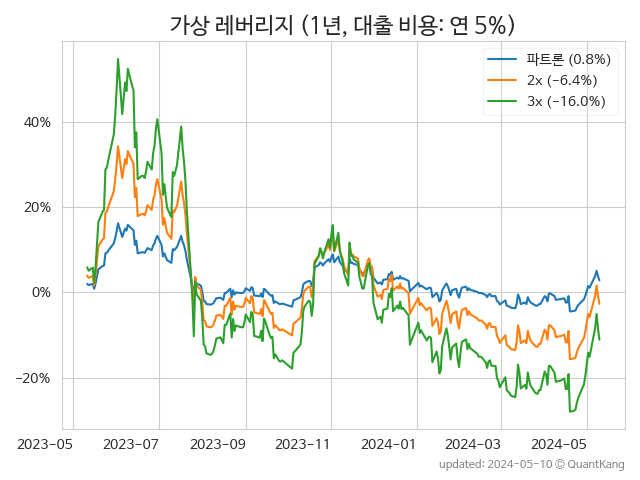 가상 레버리지 (1년, 대출 비용: 연 5%)
파트론 (0.8%)
2x (-6.4%)
3x (-16.0%)
40%
20%
0%
-20%
2023-05 2023-07 2023-09 2023-11 2024-01 2024-03 2024-05
updated: 2024-05-10 © QuantKang